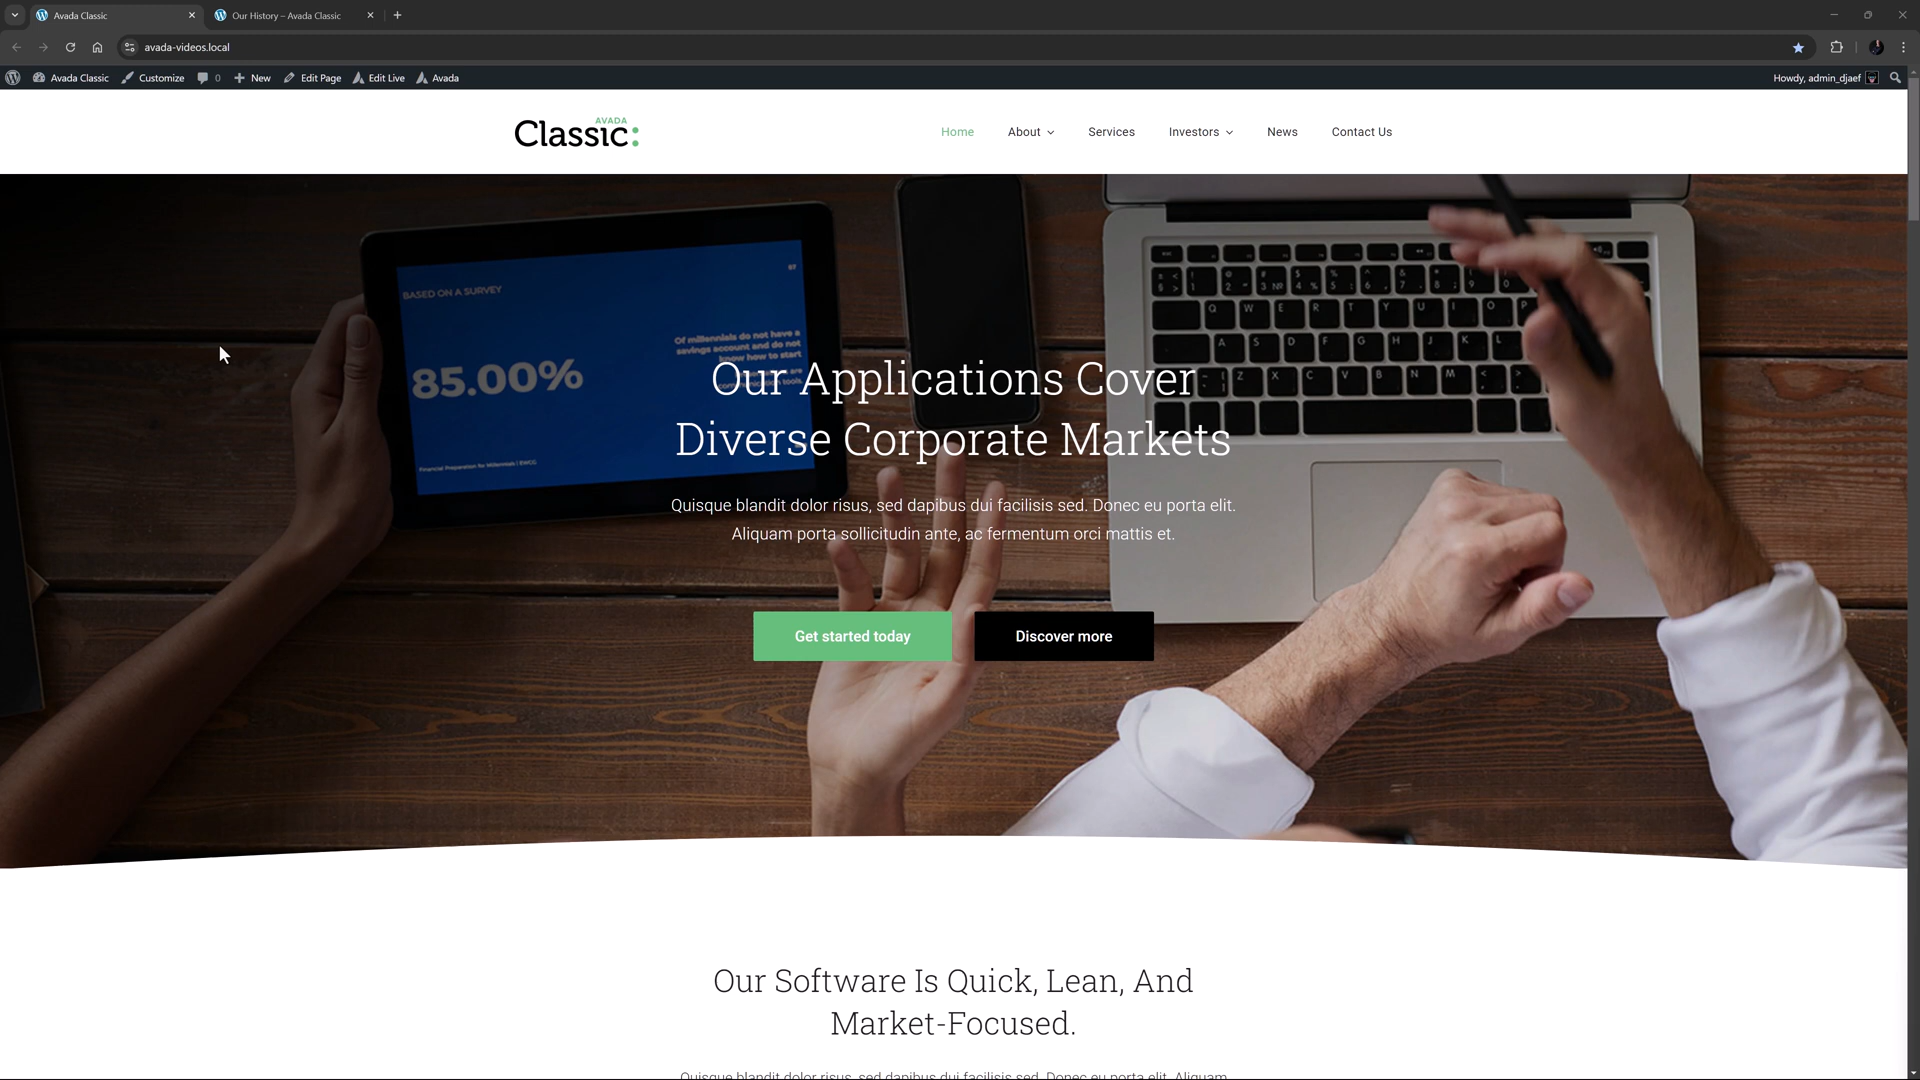 Avada Classic
Our History – Avada Classic
avada-videos.local
Avada Classic
Customize
0
New
Edit Page
Edit Live
Avada
Howdy, admin_djaef
AVADA
Classic:
Home
About
Services
Investors
News
Contact Us
57
BASED ON A SURVEY
85.00%
Of millennials do not have a
savings account and do not
know how to start
Financial Preparation for Millennials | BWCG
Our Applications Cover
Diverse Corporate Markets
Quisque blandit dolor risus, sed dapibus dui facilisis sed. Donec eu porta elit.
Aliquam porta sollicitudin ante, ac fermentum orci mattis et.
Get started today
Discover more
Q W E R T Y U I O P
A S D F G H J K L
Z X C V B N M
Our Software Is Quick, Lean, And
Market-Focused.
Quisque blandit dolor risus, sed dapibus dui facilisis sed. Donec eu porta elit. Aliquam